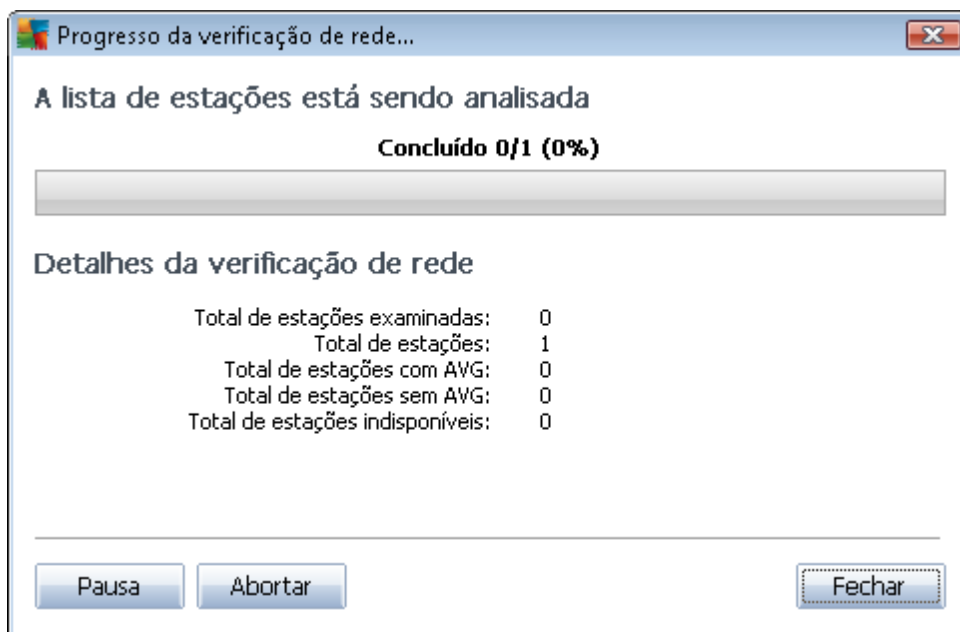 Progresso da verificação de rede...
A lista de estações está sendo analisada
Concluído 0/1 (0%)
Detalhes da verificação de rede
Total de estações examinadas: 0
Total de estações: 1
Total de estações com AVG: 0
Total de estações sem AVG: 0
Total de estações indisponíveis: 0
Pausa Abortar Fechar